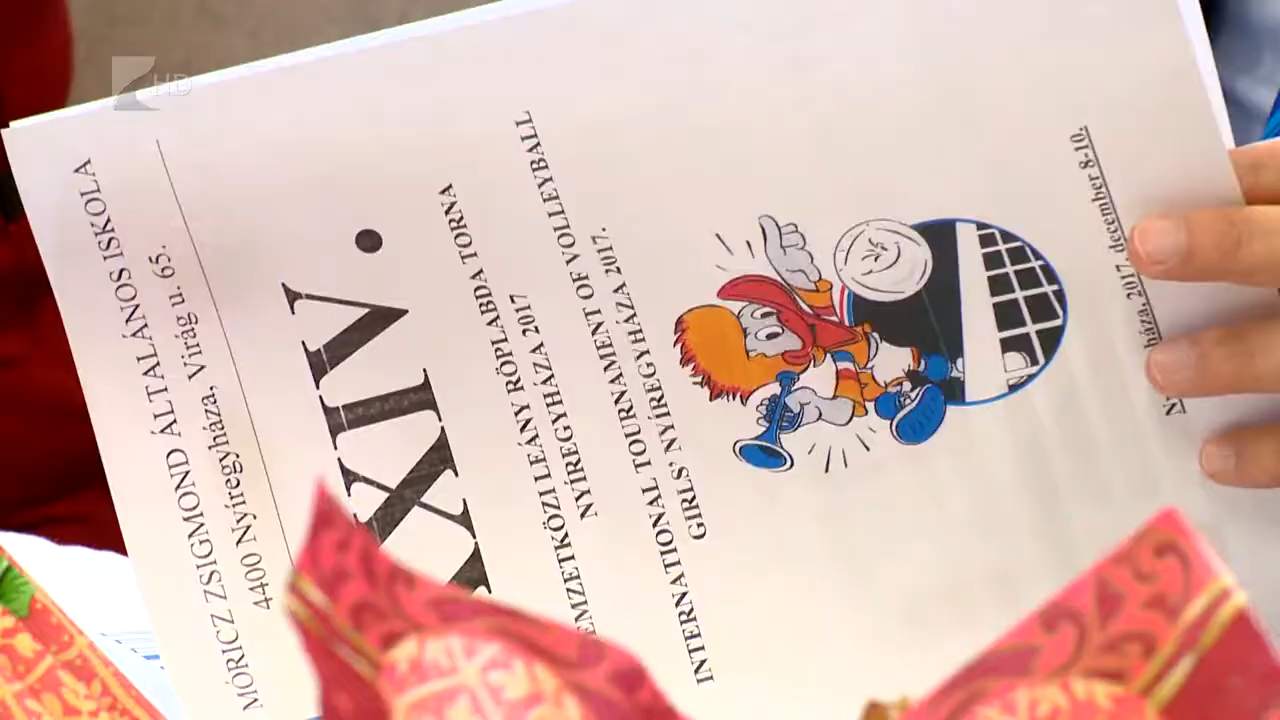 HD
MÓRICZ ZSIGMOND ÁLTALÁNOS ISKOLA
4400 Nyíregyháza, Virág u. 65.
XXIV.
NEMZETKÖZI LEÁNY RÖPLABDA TORNA
NYÍREGYHÁZA 2017
INTERNATIONAL TOURNAMENT OF VOLLEYBALL
GIRLS' NYÍREGYHÁZA 2017.
háza, 2017. december 8-10.